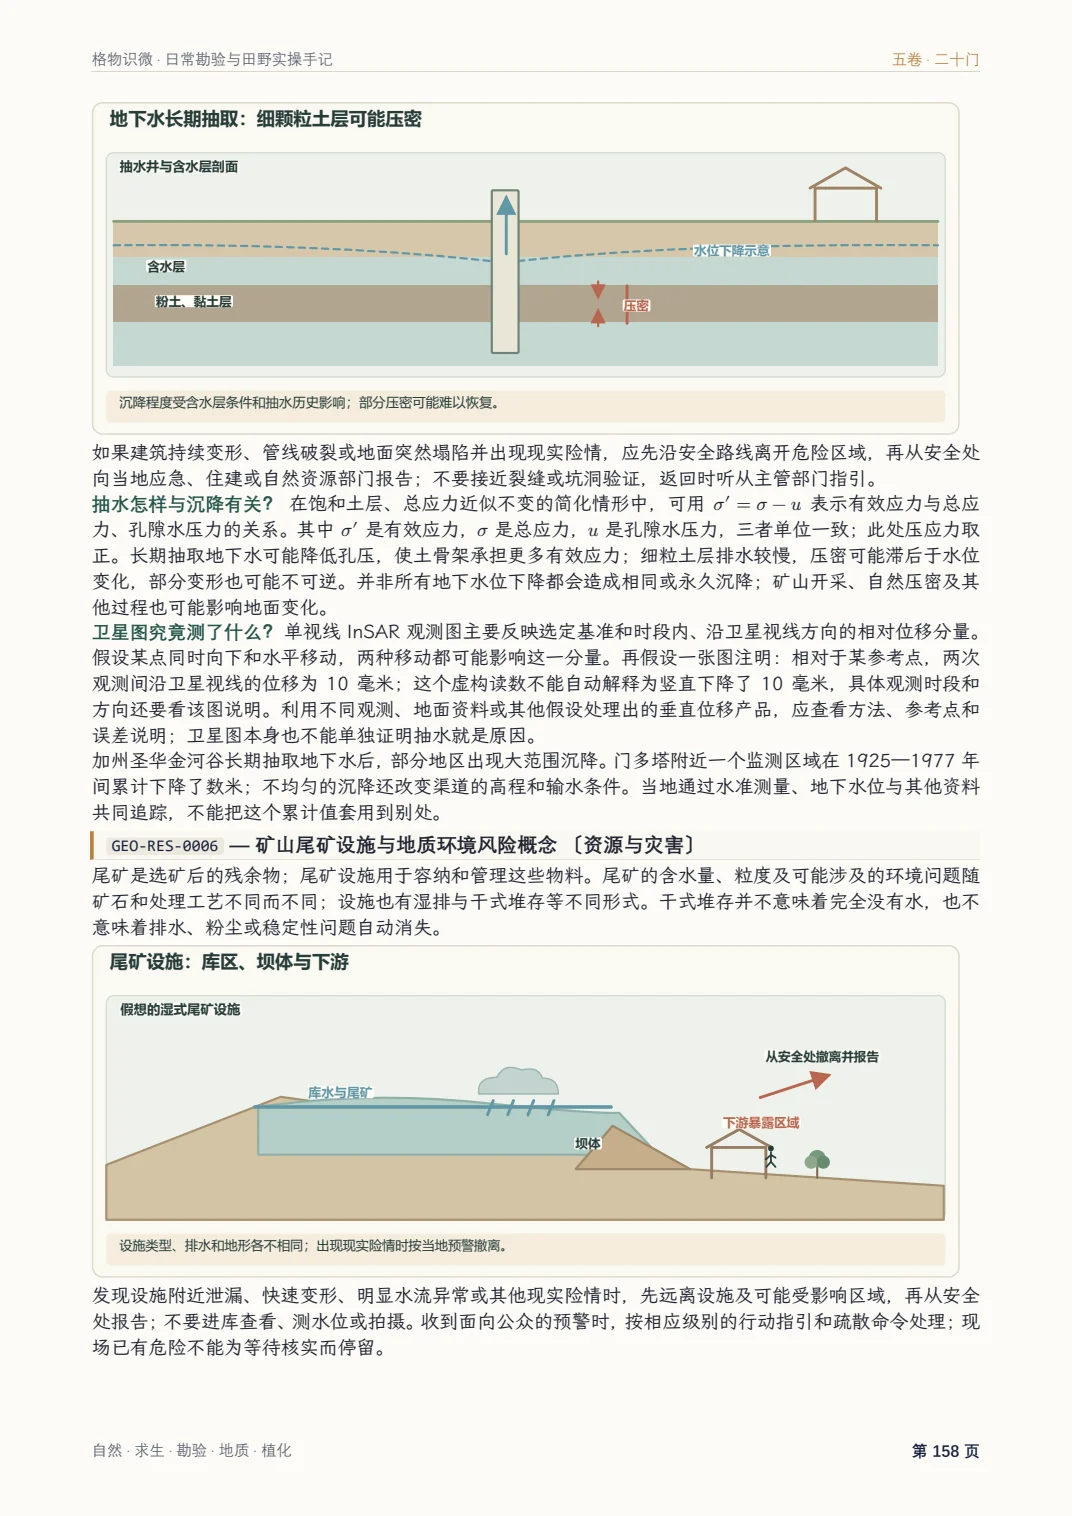 格物识微 · 日常勘验与田野实操手记
五卷 · 二十门
地下水长期抽取：细颗粒土层可能压密
抽水井与含水层剖面
水位下降示意
含水层
粉土、黏土层
压密
沉降程度受含水层条件和抽水历史影响；部分压密可能难以恢复。
如果建筑持续变形、管线破裂或地面突然塌陷并出现现实险情，应先沿安全路线离开危险区域，再从安全处
向当地应急、住建或自然资源部门报告；不要接近裂缝或坑洞验证，返回时听从主管部门指引。
抽水怎样与沉降有关？ 在饱和土层、总应力近似不变的简化情形中，可用 σ′ = σ − u 表示有效应力与总应
力、孔隙水压力的关系。其中 σ′ 是有效应力，σ 是总应力，u 是孔隙水压力，三者单位一致；此处压应力取
正。长期抽取地下水可能降低孔压，使土骨架承担更多有效应力；细粒土层排水较慢，压密可能滞后于水位
变化，部分变形也可能不可逆。并非所有地下水位下降都会造成相同或永久沉降；矿山开采、自然压密及其
他过程也可能影响地面变化。
卫星图究竟测了什么？ 单视线 InSAR 观测图主要反映选定基准和时段内、沿卫星视线方向的相对位移分量。
假设某点同时向下和水平移动，两种移动都可能影响这一分量。再假设一张图注明：相对于某参考点，两次
观测间沿卫星视线的位移为 10 毫米；这个虚构读数不能自动解释为竖直下降了 10 毫米，具体观测时段和
方向还要看该图说明。利用不同观测、地面资料或其他假设处理出的垂直位移产品，应查看方法、参考点和
误差说明；卫星图本身也不能单独证明抽水就是原因。
加州圣华金河谷长期抽取地下水后，部分地区出现大范围沉降。门多塔附近一个监测区域在 1925—1977 年
间累计下降了数米；不均匀的沉降还改变渠道的高程和输水条件。当地通过水准测量、地下水位与其他资料
共同追踪，不能把这个累计值套用到别处。
GEO-RES-0006 — 矿山尾矿设施与地质环境风险概念 〔资源与灾害〕
尾矿是选矿后的残余物；尾矿设施用于容纳和管理这些物料。尾矿的含水量、粒度及可能涉及的环境问题随
矿石和处理工艺不同而不同；设施也有湿排与干式堆存等不同形式。干式堆存并不意味着完全没有水，也不
意味着排水、粉尘或稳定性问题自动消失。
尾矿设施：库区、坝体与下游
假想的湿式尾矿设施
从安全处撤离并报告
库水与尾矿
下游暴露区域
坝体
设施类型、排水和地形各不相同；出现现实险情时按当地预警撤离。
发现设施附近泄漏、快速变形、明显水流异常或其他现实险情时，先远离设施及可能受影响区域，再从安全
处报告；不要进库查看、测水位或拍摄。收到面向公众的预警时，按相应级别的行动指引和疏散命令处理；现
场已有危险不能为等待核实而停留。
自然 · 求生 · 勘验 · 地质 · 植化
第 158 页